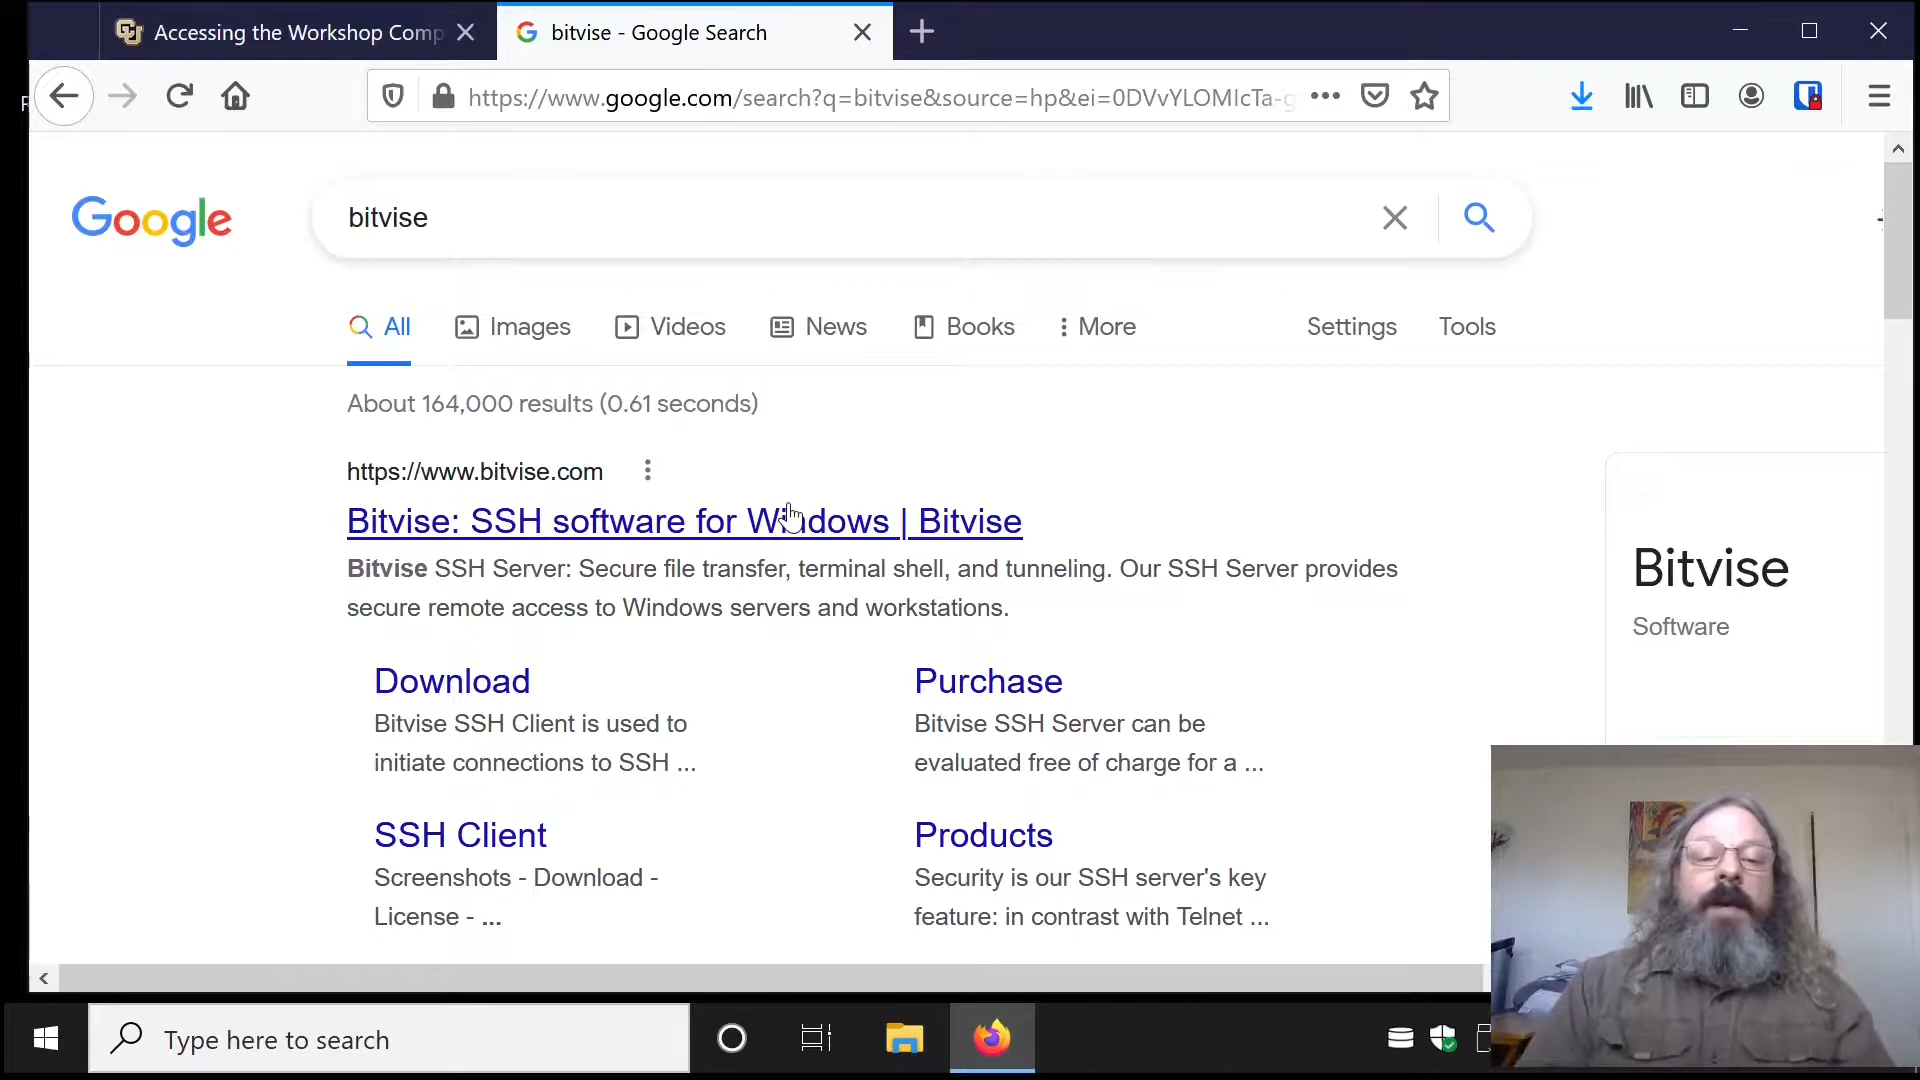 Accessing the Workshop Comp
bitvise - Google Search
https://www.google.com/search?q=bitvise&source=hp&ei=0DVvYLOMIcTa-g
Google
bitvise
All
Images
Videos
News
Books
More
Settings
Tools
About 164,000 results (0.61 seconds)
https://www.bitvise.com
Bitvise: SSH software for Windows | Bitvise
Bitvise SSH Server: Secure file transfer, terminal shell, and tunneling. Our SSH Server provides
secure remote access to Windows servers and workstations.
Download
Bitvise SSH Client is used to
initiate connections to SSH ...
Purchase
Bitvise SSH Server can be
evaluated free of charge for a ...
SSH Client
Screenshots - Download -
License - ...
Products
Security is our SSH server's key
feature: in contrast with Telnet ...
Bitvise
Software
Type here to search